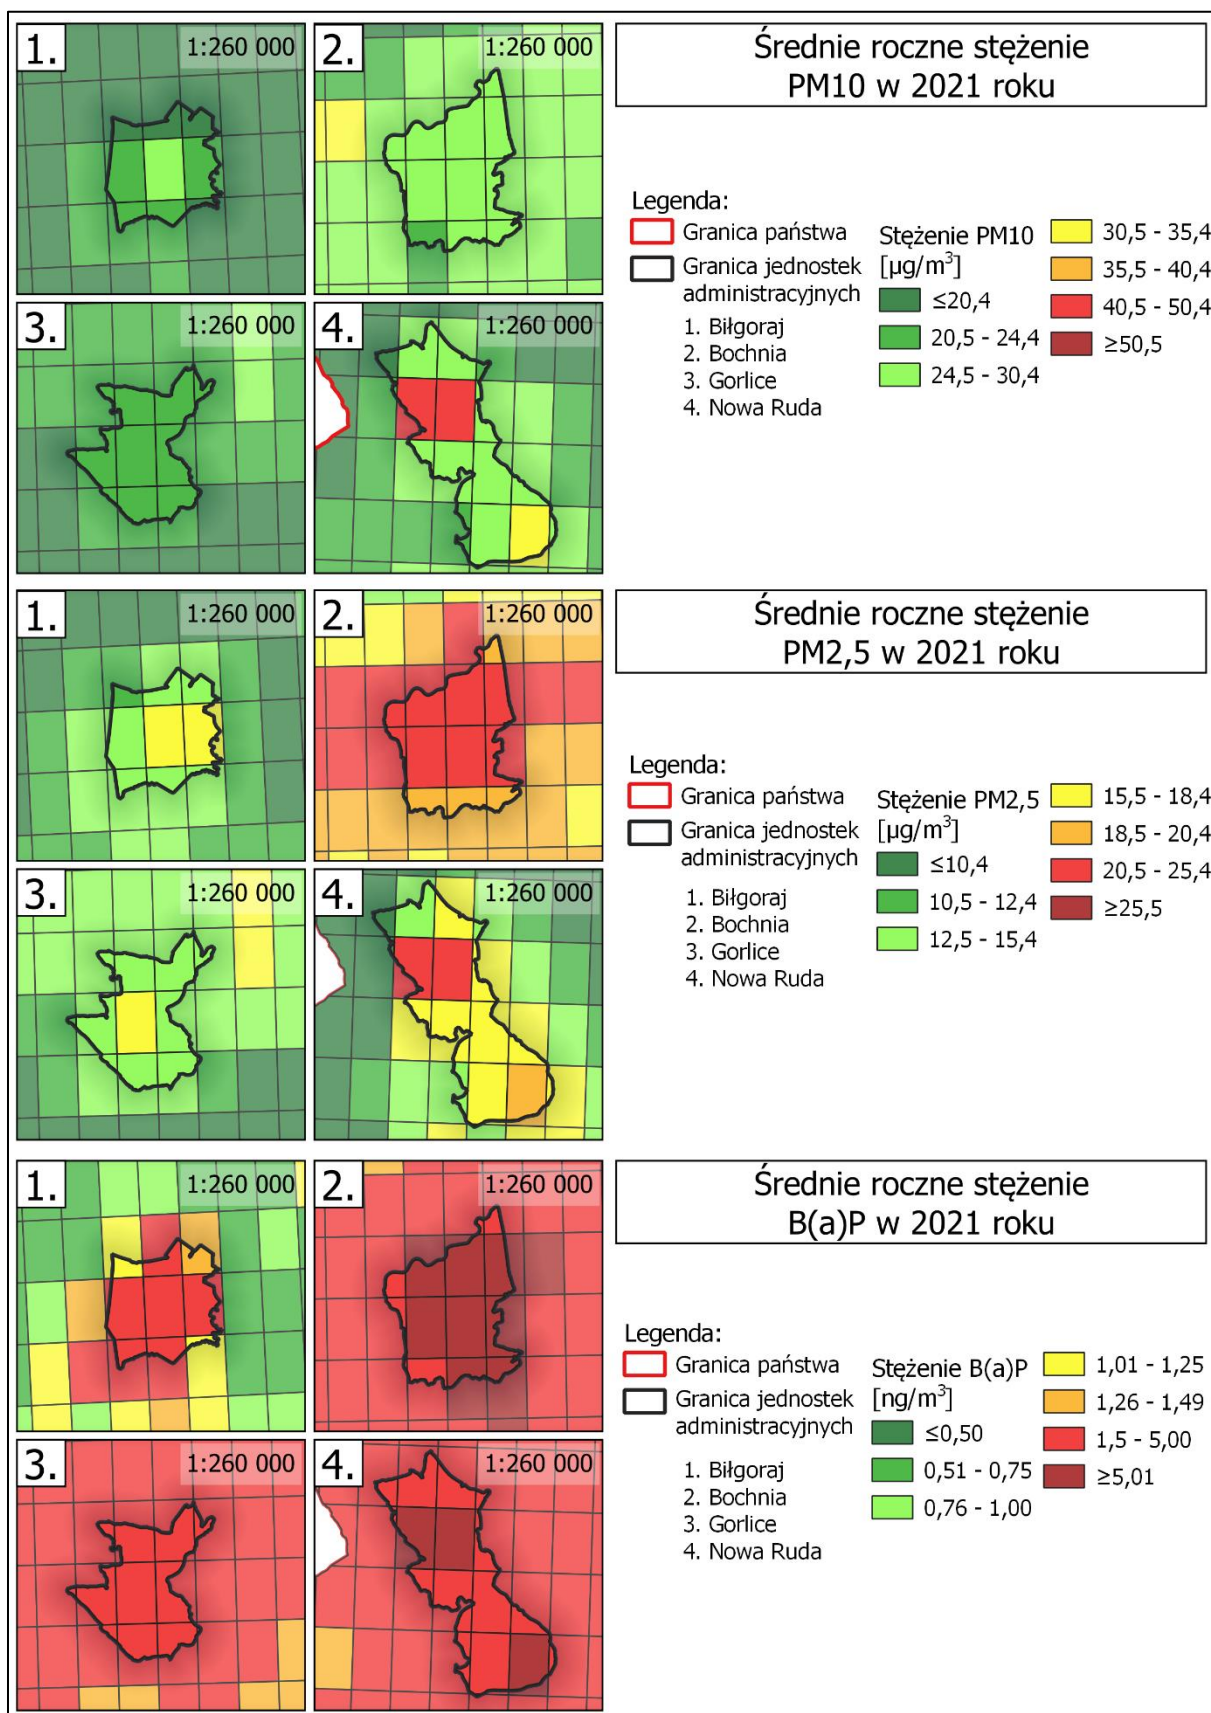 1.
1:260 000
2.
1:260 000
3.
1:260 000
4.
1:260 000
Średnie roczne stężenie
PM10 w 2021 roku
Legenda:
Granica państwa
Granica jednostek
administracyjnych
1. Biłgoraj
2. Bochnia
3. Gorlice
4. Nowa Ruda
Stężenie PM10
[µg/m³]
≤20,4
20,5 - 24,4
24,5 - 30,4
30,5 - 35,4
35,5 - 40,4
40,5 - 50,4
≥50,5
1.
1:260 000
2.
1:260 000
3.
1:260 000
4.
1:260 000
Średnie roczne stężenie
PM2,5 w 2021 roku
Legenda:
Granica państwa
Granica jednostek
administracyjnych
1. Biłgoraj
2. Bochnia
3. Gorlice
4. Nowa Ruda
Stężenie PM2,5
[µg/m³]
≤10,4
10,5 - 12,4
12,5 - 15,4
15,5 - 18,4
18,5 - 20,4
20,5 - 25,4
≥25,5
1.
1:260 000
2.
1:260 000
3.
1:260 000
4.
1:260 000
Średnie roczne stężenie
B(a)P w 2021 roku
Legenda:
Granica państwa
Granica jednostek
administracyjnych
1. Biłgoraj
2. Bochnia
3. Gorlice
4. Nowa Ruda
Stężenie B(a)P
[ng/m³]
≤0,50
0,51 - 0,75
0,76 - 1,00
1,01 - 1,25
1,26 - 1,49
1,5 - 5,00
≥5,01